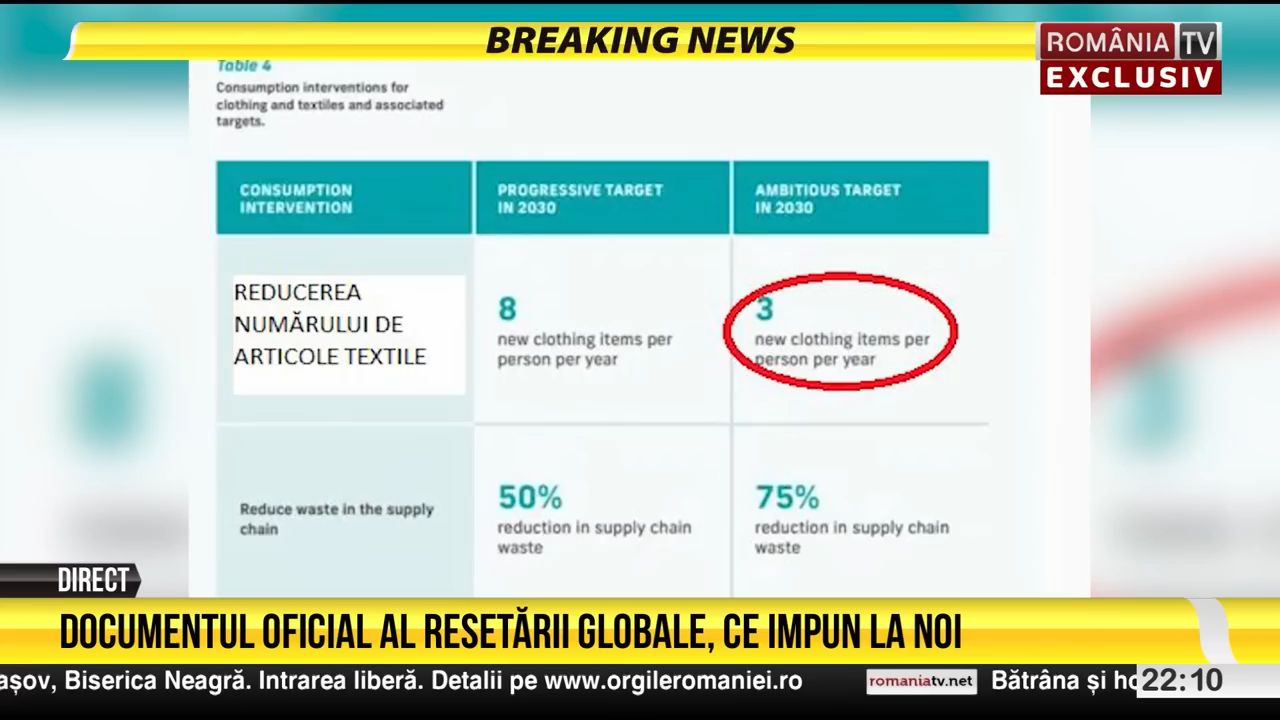 BREAKING NEWS
ROMÂNIA TV
EXCLUSIV
Table 4
Consumption interventions for
clothing and textiles and associated
targets.
CONSUMPTION
INTERVENTION
PROGRESSIVE TARGET
IN 2030
AMBITIOUS TARGET
IN 2030
REDUCEREA
NUMĂRULUI DE
ARTICOLE TEXTILE
8
new clothing items per
person per year
3
new clothing items per
person per year
Reduce waste in the supply
chain
50%
reduction in supply chain
waste
75%
reduction in supply chain
waste
DIRECT
DOCUMENTUL OFICIAL AL RESETĂRII GLOBALE, CE IMPUN LA NOI
așov, Biserica Neagră. Intrarea liberă. Detalii pe www.orgileromaniei.ro
romaniatv.net
Bătrâna și
22:10